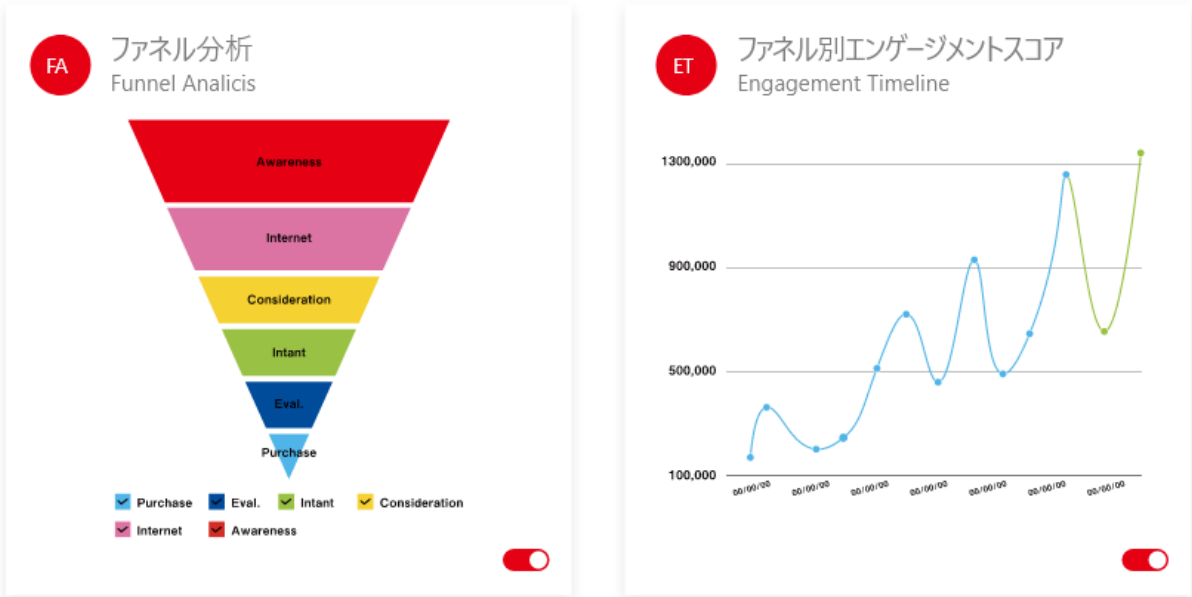 FA
ファネル分析
Funnel Analicis
Awareness
Internet
Consideration
Intant
Eval.
Purchase
Purchase Eval. Intant Consideration
Internet Awareness
ET
ファネル別エンゲージメントスコア
Engagement Timeline
1300,000
900,000
500,000
100,000
00/00/00 00/00/00 00/00/00 00/00/00 00/00/00 00/00/00 00/00/00